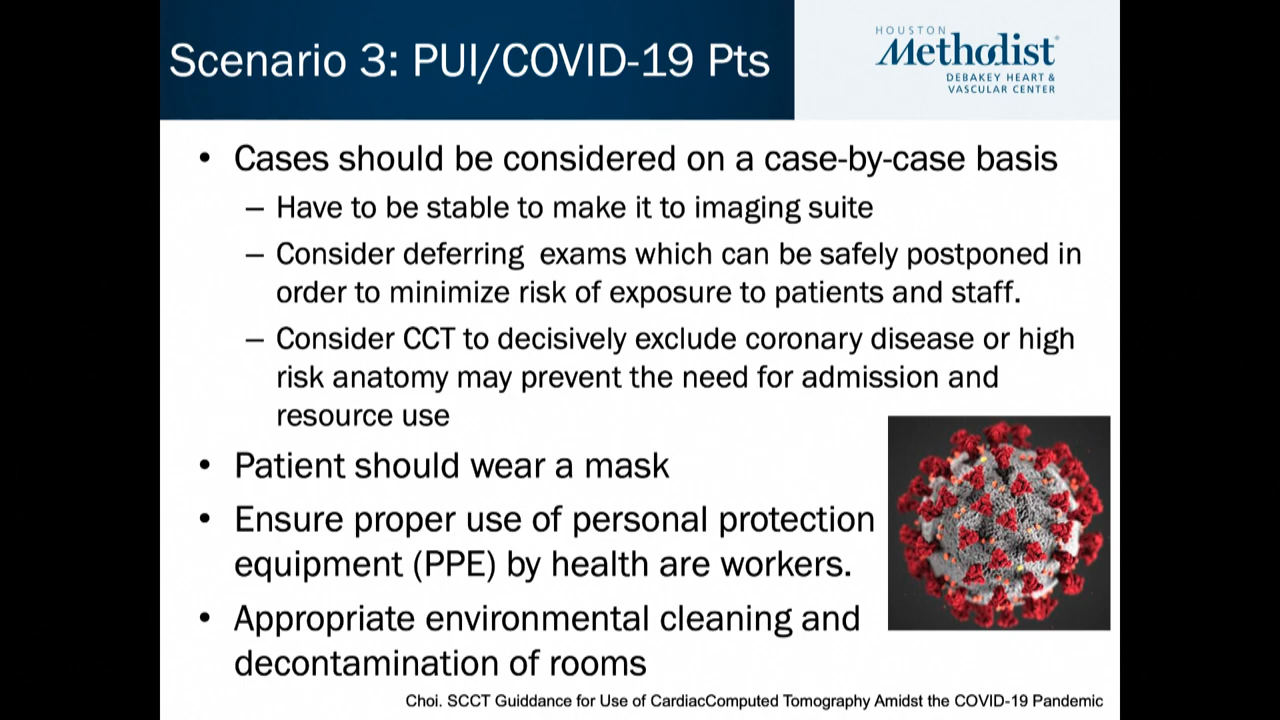 Scenario 3: PUI/COVID-19 Pts
HOUSTON
Methodist
DEBAKEY HEART &
VASCULAR CENTER
• Cases should be considered on a case-by-case basis
– Have to be stable to make it to imaging suite
– Consider deferring  exams which can be safely postponed in
order to minimize risk of exposure to patients and staff.
– Consider CCT to decisively exclude coronary disease or high
risk anatomy may prevent the need for admission and
resource use
• Patient should wear a mask
• Ensure proper use of personal protection
equipment (PPE) by health are workers.
• Appropriate environmental cleaning and
decontamination of rooms
Choi. SCCT Guiddance for Use of CardiacComputed Tomography Amidst the COVID-19 Pandemic